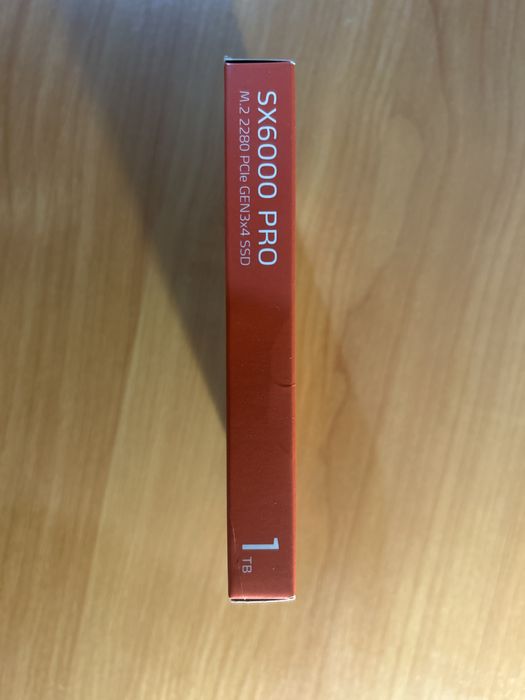 SX6000 PRO
M.2 2280 PCIe GEN3x4 SSD
1
TB